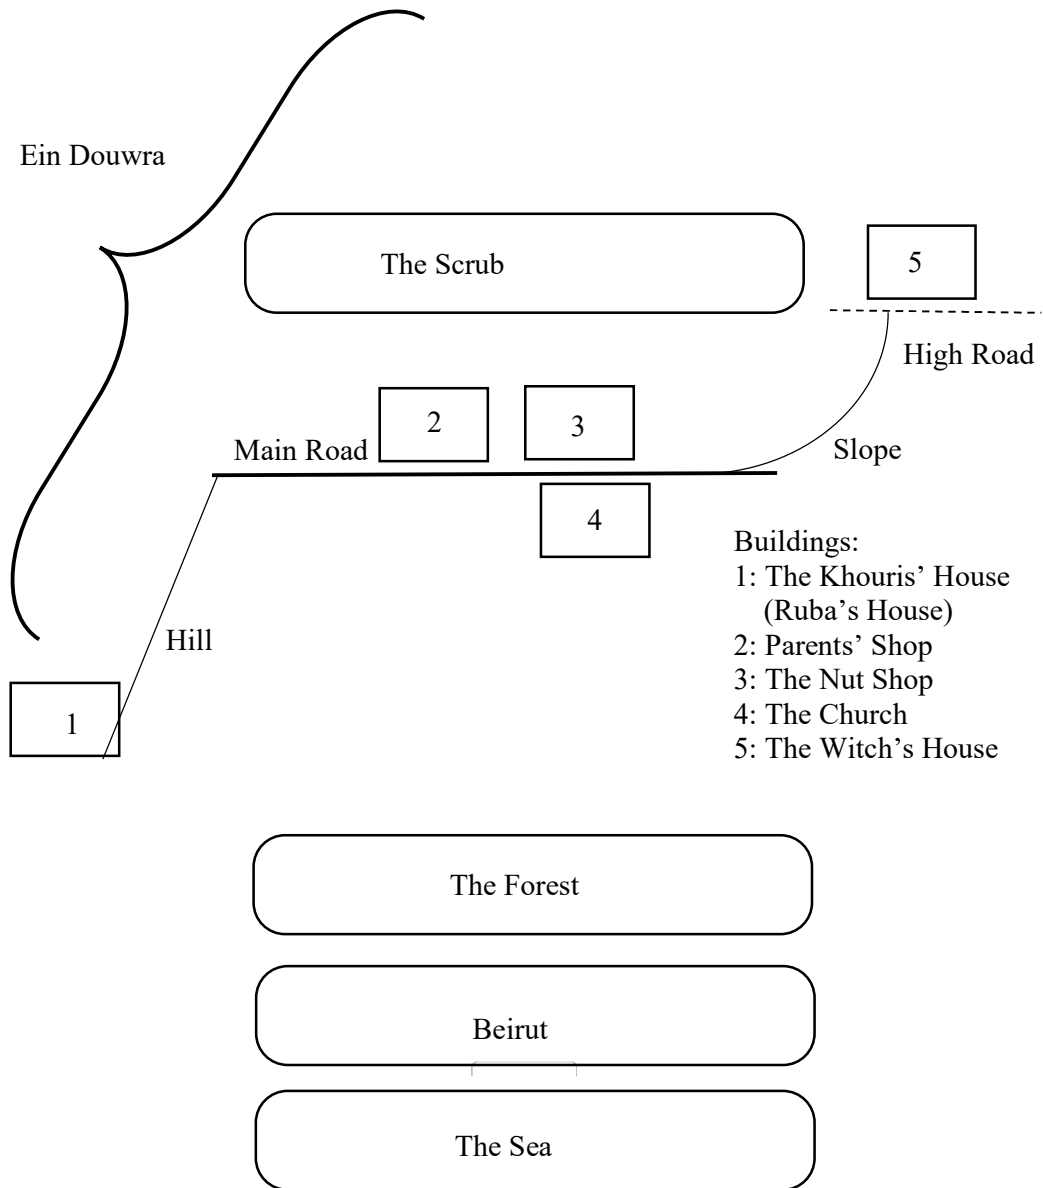 Ein Douwra
The Scrub
5
High Road
2
3
Main Road
Slope
4
Buildings:
1: The Khouris’ House
(Ruba’s House)
2: Parents’ Shop
3: The Nut Shop
4: The Church
5: The Witch’s House
Hill
1
The Forest
Beirut
The Sea